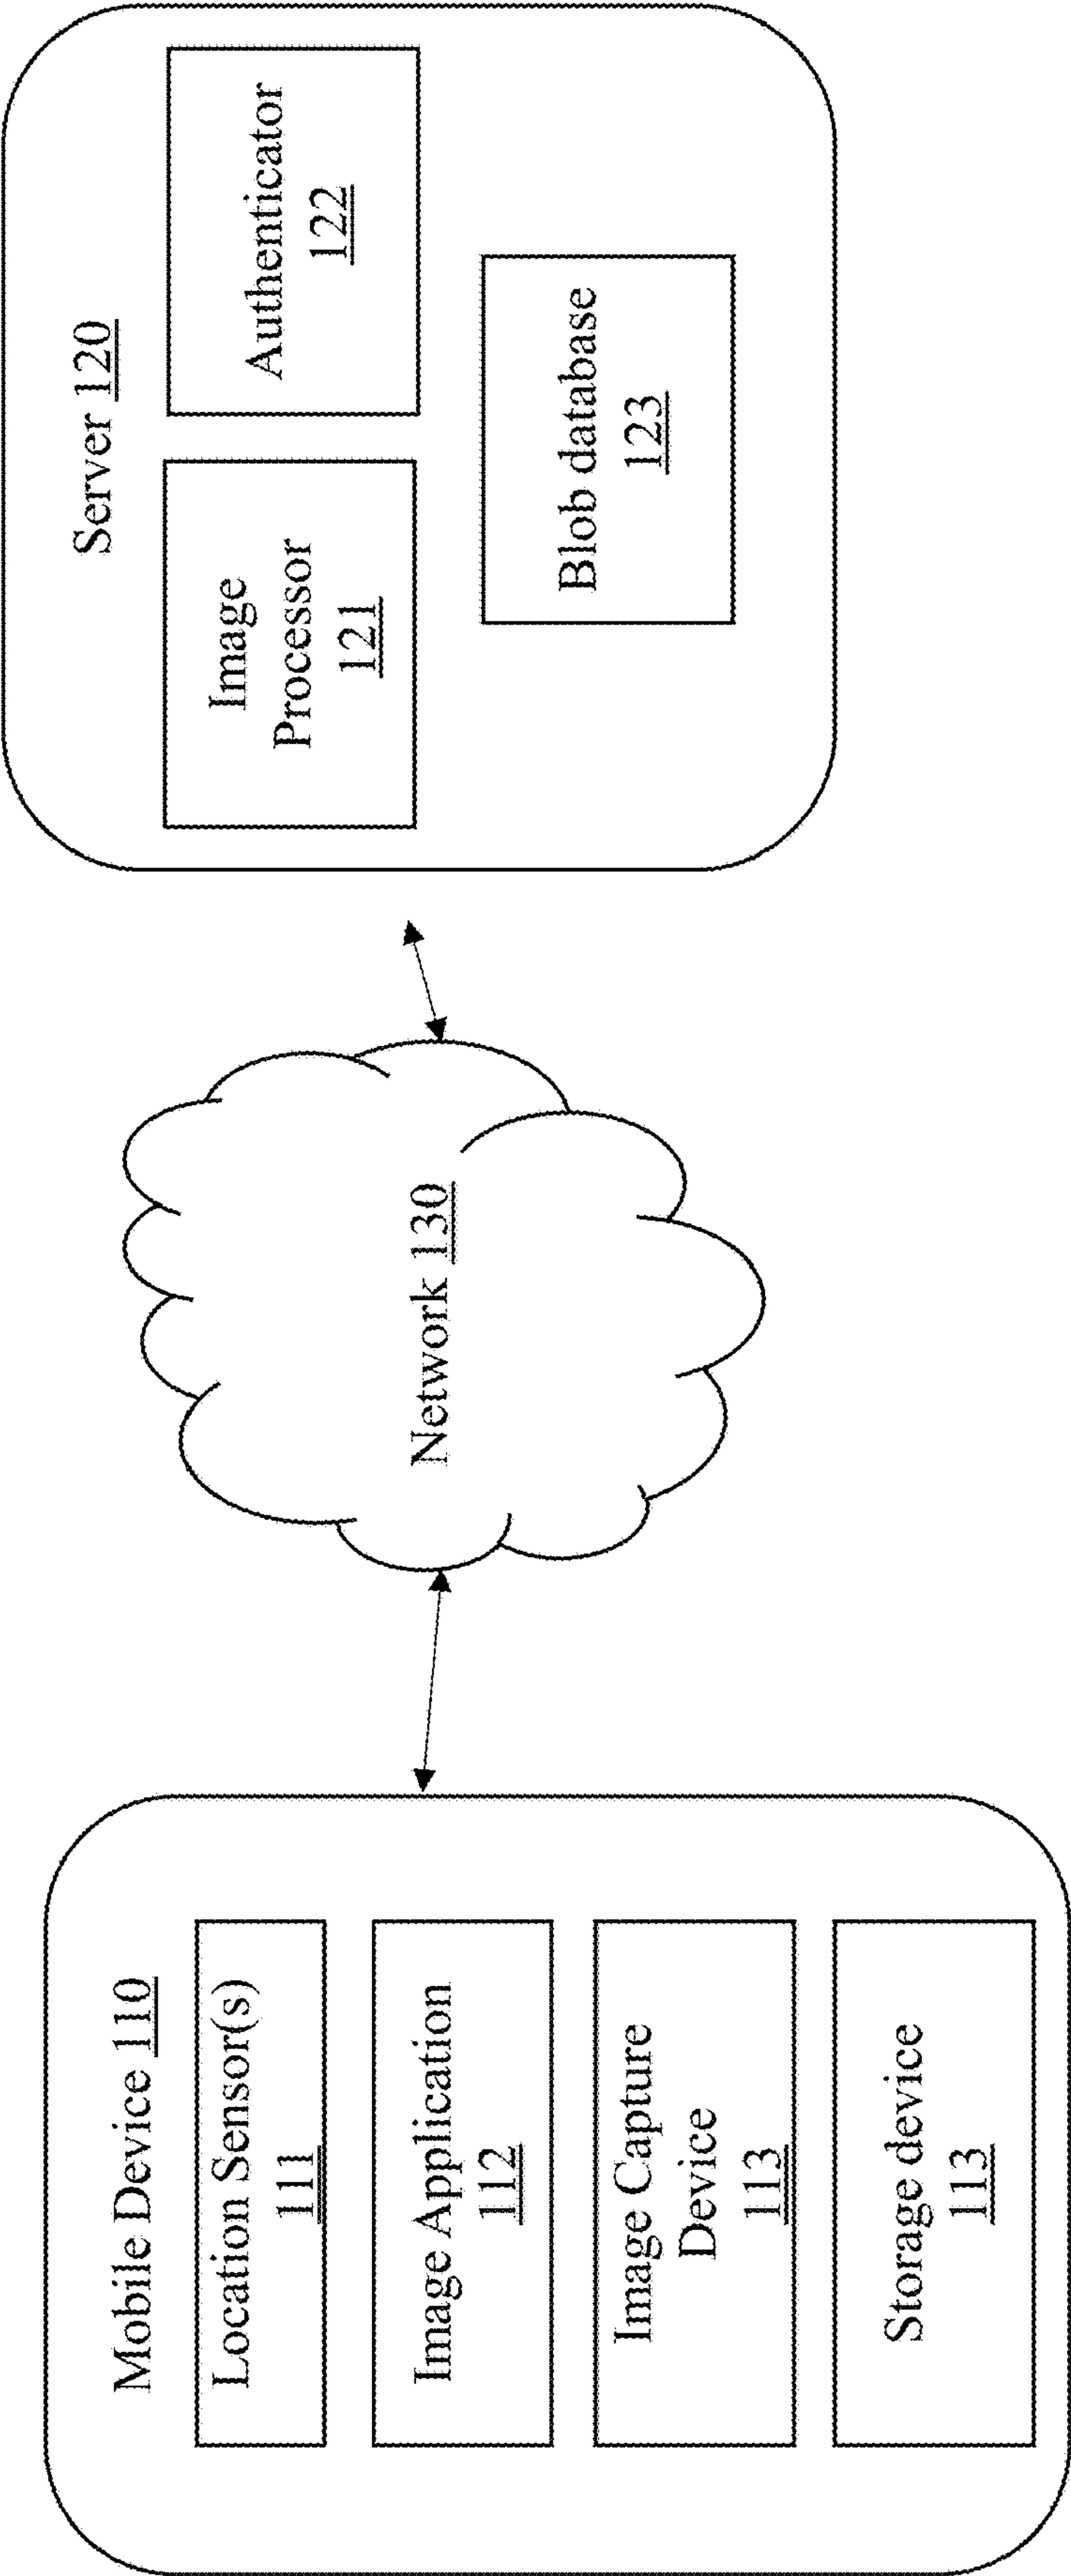 Mobile Device 110
Location Sensor(s)
111
Image Application
112
Image Capture
Device
113
Storage device
113
Network 130
Server 120
Image
Processor
121
Authenticator
122
Blob database
123